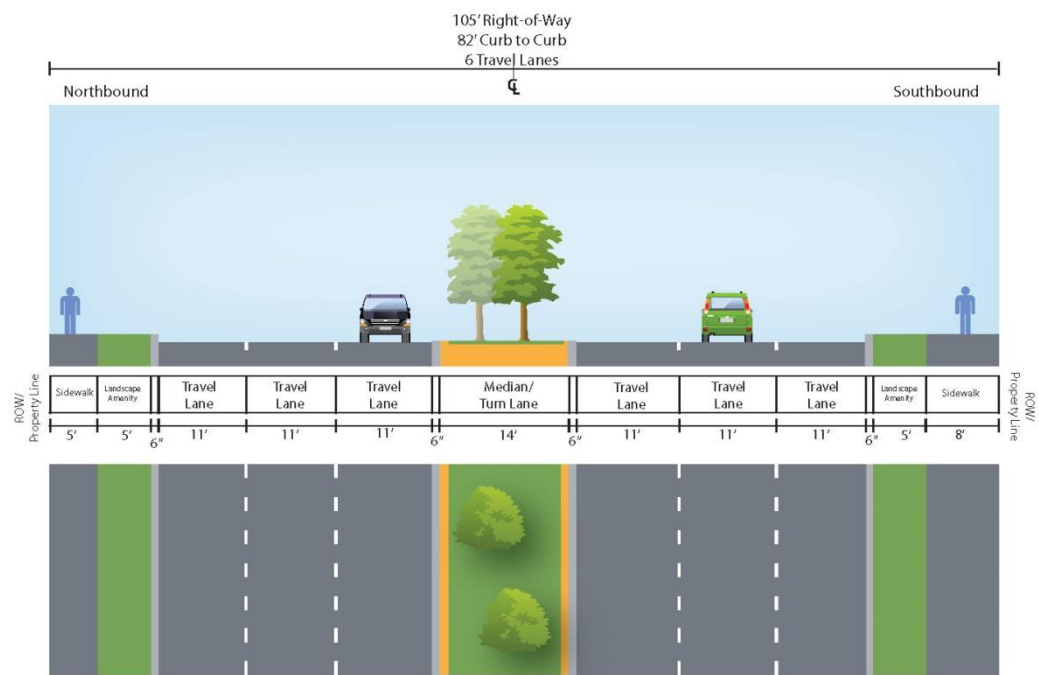 105' Right-of-Way
82' Curb to Curb
6 Travel Lanes
℄
Northbound
Southbound
ROW/
Property Line
Sidewalk
Landscape
Amenity
Travel
Lane
Travel
Lane
Travel
Lane
Median/
Turn Lane
Travel
Lane
Travel
Lane
Travel
Lane
Landscape
Amenity
Sidewalk
ROW/
Property Line
5' 5' 6" 11' 11' 11' 6" 14' 6" 11' 11' 11' 6" 5' 8'